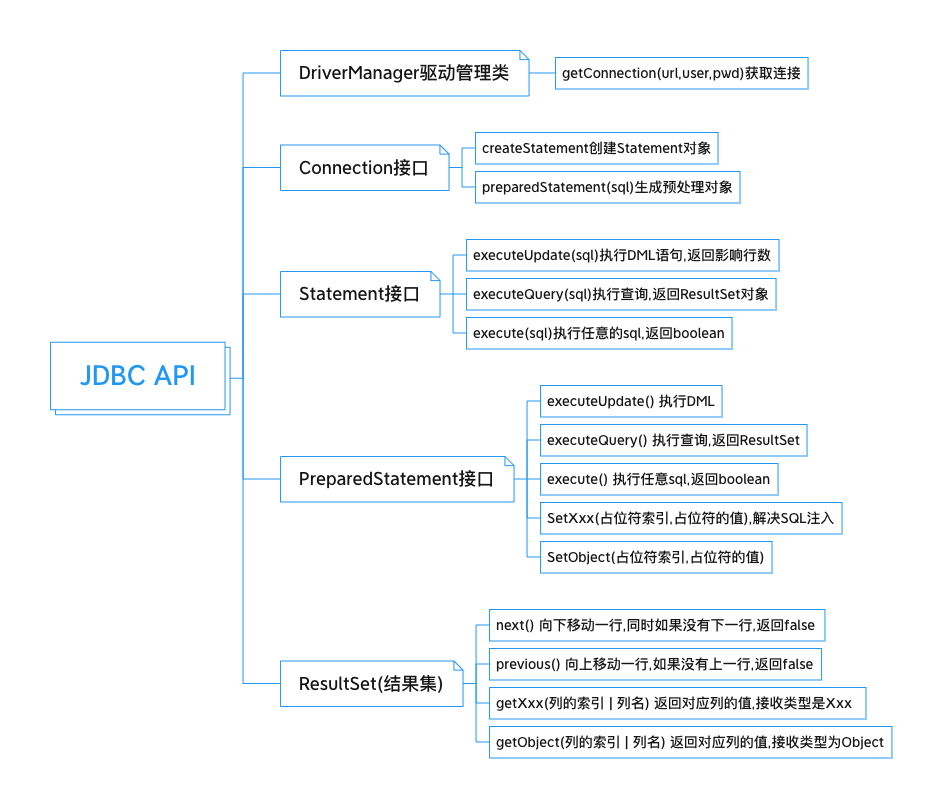 JDBC API
DriverManager驱动管理类
getConnection(url,user,pwd)获取连接
Connection接口
createStatement创建Statement对象
preparedStatement(sql)生成预处理对象
Statement接口
executeUpdate(sql)执行DML语句,返回影响行数
executeQuery(sql)执行查询,返回ResultSet对象
execute(sql)执行任意的sql,返回boolean
PreparedStatement接口
executeUpdate() 执行DML
executeQuery() 执行查询,返回ResultSet
execute() 执行任意sql,返回boolean
SetXxx(占位符索引,占位符的值),解决SQL注入
SetObject(占位符索引,占位符的值)
ResultSet(结果集)
next() 向下移动一行,同时如果没有下一行,返回false
previous() 向上移动一行,如果没有上一行,返回false
getXxx(列的索引 | 列名) 返回对应列的值,接收类型是Xxx
getObject(列的索引 | 列名) 返回对应列的值,接收类型为Object